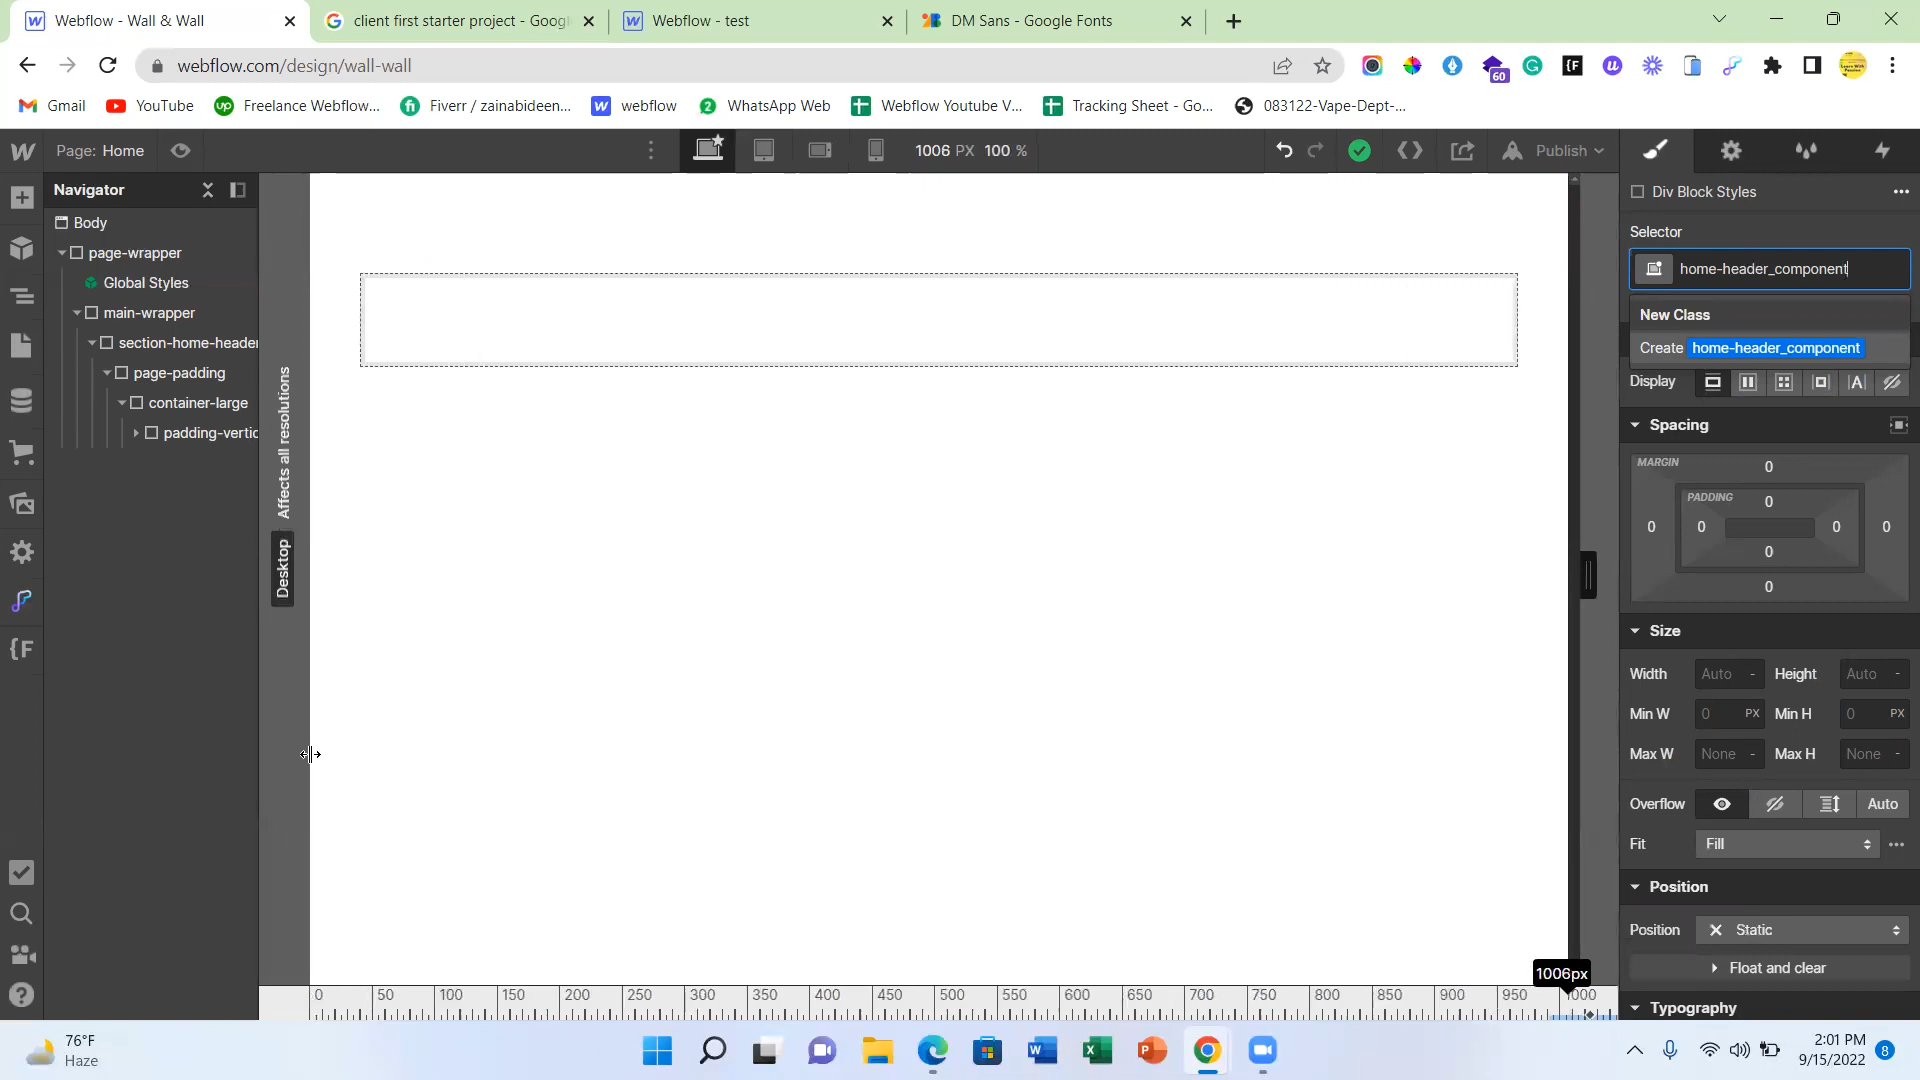 Webflow - Wall & Wall
client first starter project - Goog
Webflow - test
DM Sans - Google Fonts
webflow.com/design/wall-wall
60
Gmail
YouTube
Freelance Webflow...
Fiverr / zainabideen...
webflow
WhatsApp Web
Webflow Youtube V...
Tracking Sheet - Go...
083122-Vape-Dept-...
Page: Home
1006 PX 100 %
Publish
Navigator
Body
page-wrapper
Global Styles
main-wrapper
section-home-header
page-padding
container-large
padding-vertic
Affects all resolutions
Desktop
Div Block Styles
Selector
home-header_component
New Class
Create home-header_component
Display
Spacing
MARGIN
0
PADDING
0
0 0 0 0
0
0
Size
Width Auto - Height Auto -
Min W 0 PX Min H 0 PX
Max W None - Max H None -
Overflow Auto
Fit Fill
Position
Position Static
Float and clear
Typography
1006px
0 50 100 150 200 250 300 350 400 450 500 550 600 650 700 750 800 850 900 950 1000
76°F
Haze
2:01 PM
9/15/2022
8